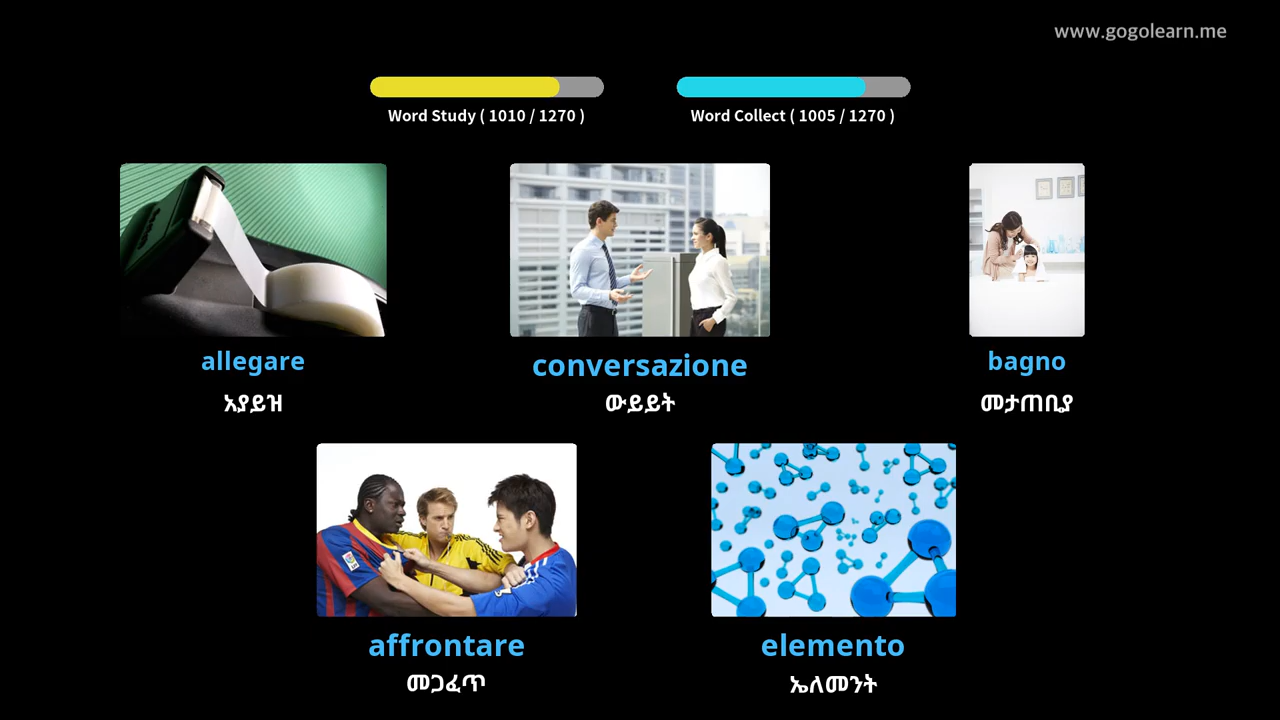 www.gogolearn.me
Word Study ( 1010 / 1270 )
Word Collect ( 1005 / 1270 )
allegare
አያይዝ
conversazione
ውይይት
bagno
መታጠቢያ
affrontare
መጋፈጥ
elemento
ኤለመንት